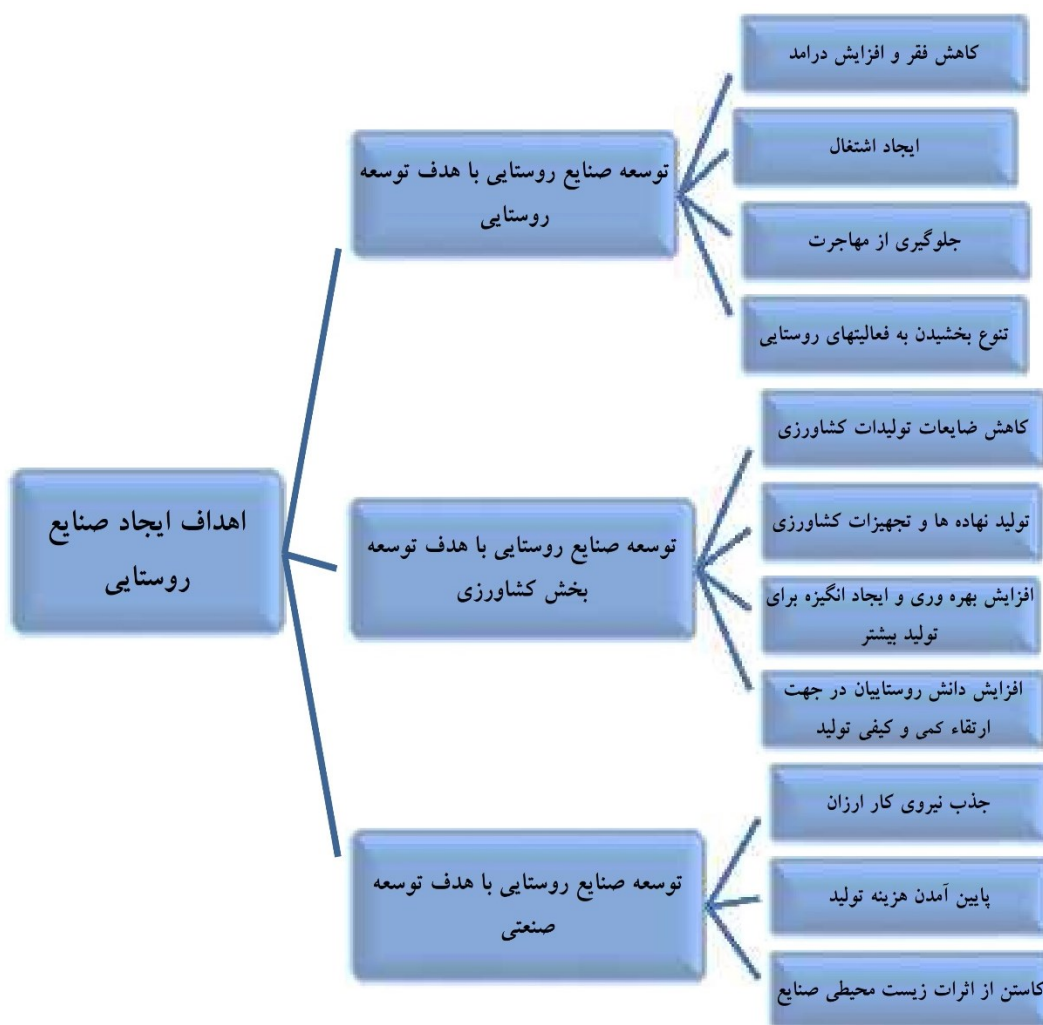 اهداف ایجاد صنایع
روستایی
توسعه صنایع روستایی با هدف توسعه
روستایی
کاهش فقر و افزایش درامد
ایجاد اشتغال
جلوگیری از مهاجرت
تنوع بخشیدن به فعالیتهای روستایی
توسعه صنایع روستایی با هدف توسعه
بخش کشاورزی
کاهش ضایعات تولیدات کشاورزی
تولید نهاده ها و تجهیزات کشاورزی
افزایش بهره وری و ایجاد انگیزه برای
تولید بیشتر
افزایش دانش روستاییان در جهت
ارتقاء کمی و کیفی تولید
توسعه صنایع روستایی با هدف توسعه
صنعتی
جذب نیروی کار ارزان
پایین آمدن هزینه تولید
کاستن از اثرات زیست محیطی صنایع